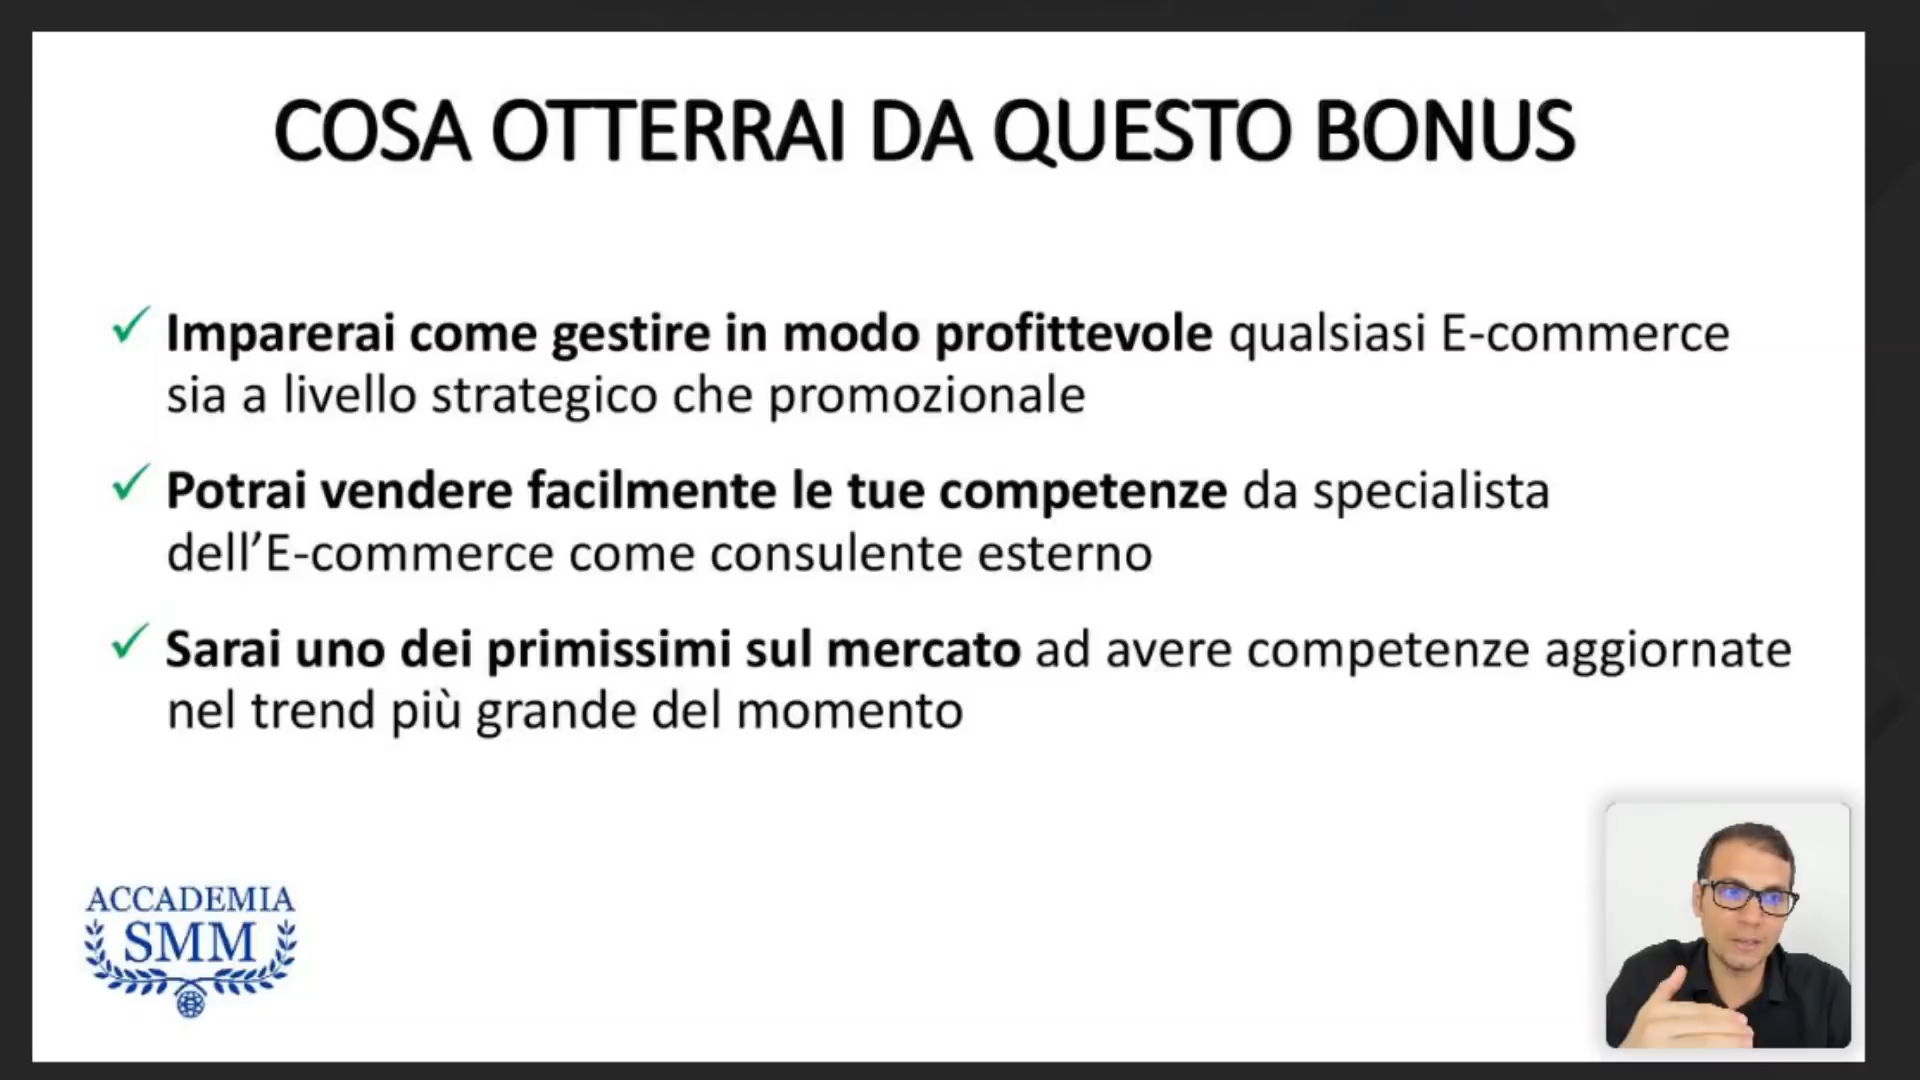 COSA OTTERRAI DA QUESTO BONUS
✓ Imparerai come gestire in modo profittevole qualsiasi E-commerce
sia a livello strategico che promozionale
✓ Potrai vendere facilmente le tue competenze da specialista
dell’E-commerce come consulente esterno
✓ Sarai uno dei primissimi sul mercato ad avere competenze aggiornate
nel trend più grande del momento
ACCADEMIA
SMM